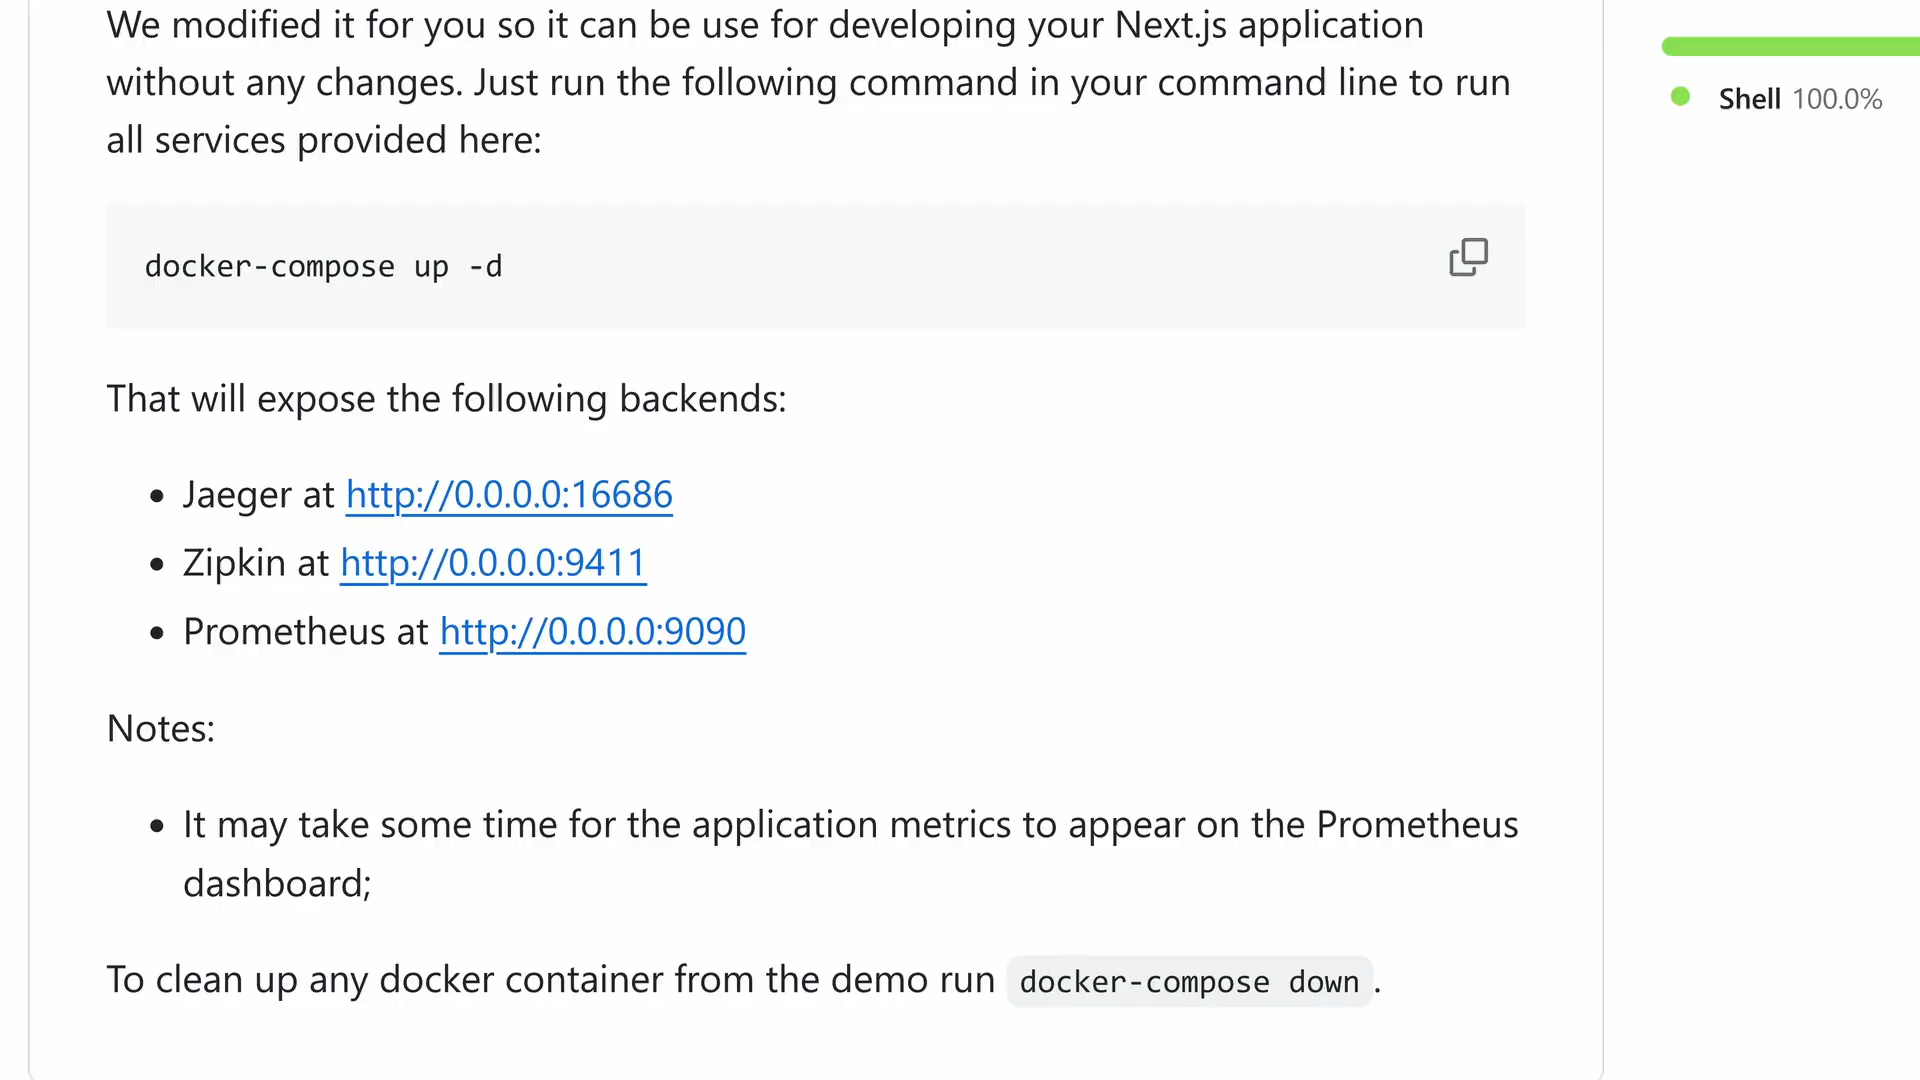 We modified it for you so it can be use for developing your Next.js application
without any changes. Just run the following command in your command line to run
all services provided here:
docker-compose up -d
That will expose the following backends:
• Jaeger at http://0.0.0.0:16686
• Zipkin at http://0.0.0.0:9411
• Prometheus at http://0.0.0.0:9090
Notes:
• It may take some time for the application metrics to appear on the Prometheus
dashboard;
To clean up any docker container from the demo run docker-compose down.
Shell 100.0%